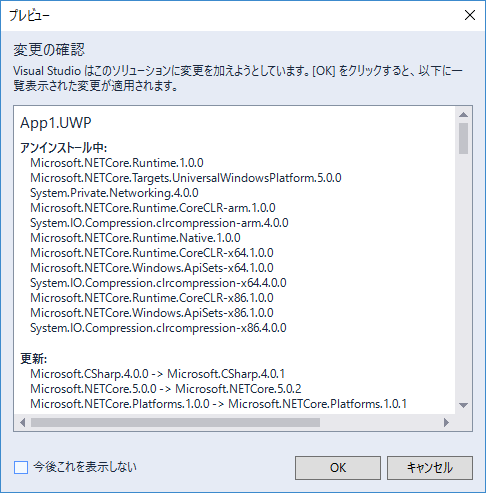 プレビュー
変更の確認
Visual Studio はこのソリューションに変更を加えようとしています。[OK] をクリックすると、以下に一
覧表示された変更が適用されます。
App1.UWP
アンインストール中:
Microsoft.NETCore.Runtime.1.0.0
Microsoft.NETCore.Targets.UniversalWindowsPlatform.5.0.0
System.Private.Networking.4.0.0
Microsoft.NETCore.Runtime.CoreCLR-arm.1.0.0
System.IO.Compression.clrcompression-arm.4.0.0
Microsoft.NETCore.Runtime.Native.1.0.0
Microsoft.NETCore.Runtime.CoreCLR-x64.1.0.0
Microsoft.NETCore.Windows.ApiSets-x64.1.0.0
System.IO.Compression.clrcompression-x64.4.0.0
Microsoft.NETCore.Runtime.CoreCLR-x86.1.0.0
Microsoft.NETCore.Windows.ApiSets-x86.1.0.0
System.IO.Compression.clrcompression-x86.4.0.0
更新:
Microsoft.CSharp.4.0.0 -> Microsoft.CSharp.4.0.1
Microsoft.NETCore.5.0.0 -> Microsoft.NETCore.5.0.2
Microsoft.NETCore.Platforms.1.0.0 -> Microsoft.NETCore.Platforms.1.0.1
今後これを表示しない
OK
キャンセル